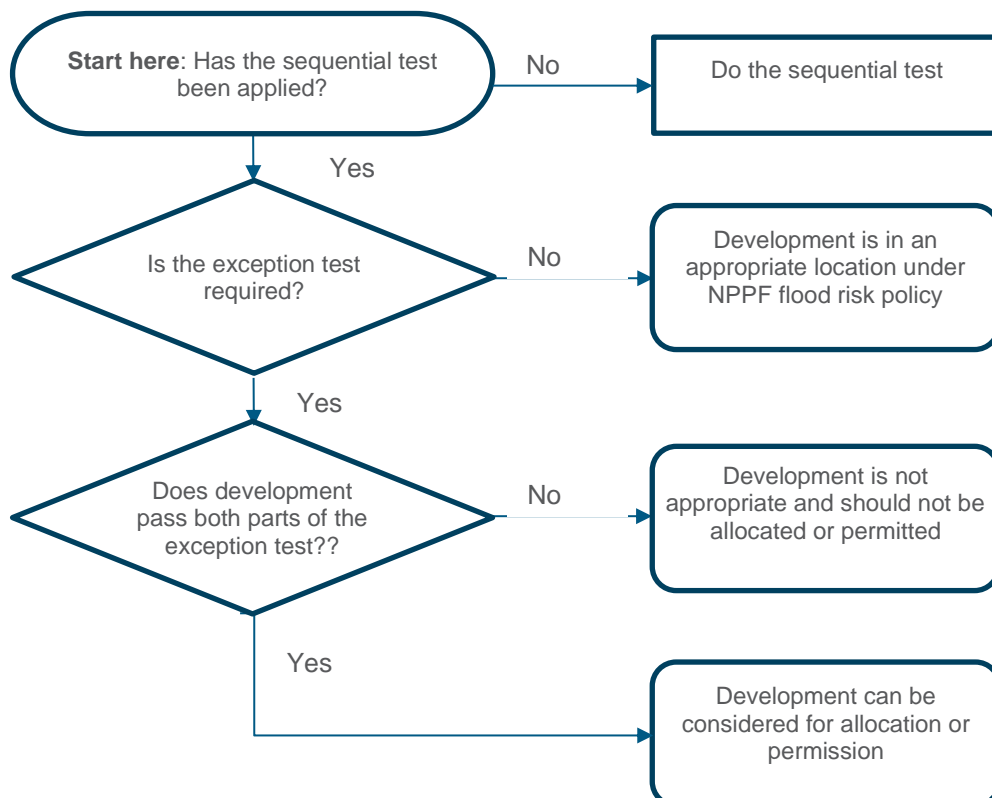 Start here: Has the sequential test
been applied?
No
Do the sequential test
Yes
Is the exception test
required?
No
Development is in an
appropriate location under
NPPF flood risk policy
Yes
Does development
pass both parts of the
exception test??
No
Development is not
appropriate and should not be
allocated or permitted
Yes
Development can be
considered for allocation or
permission